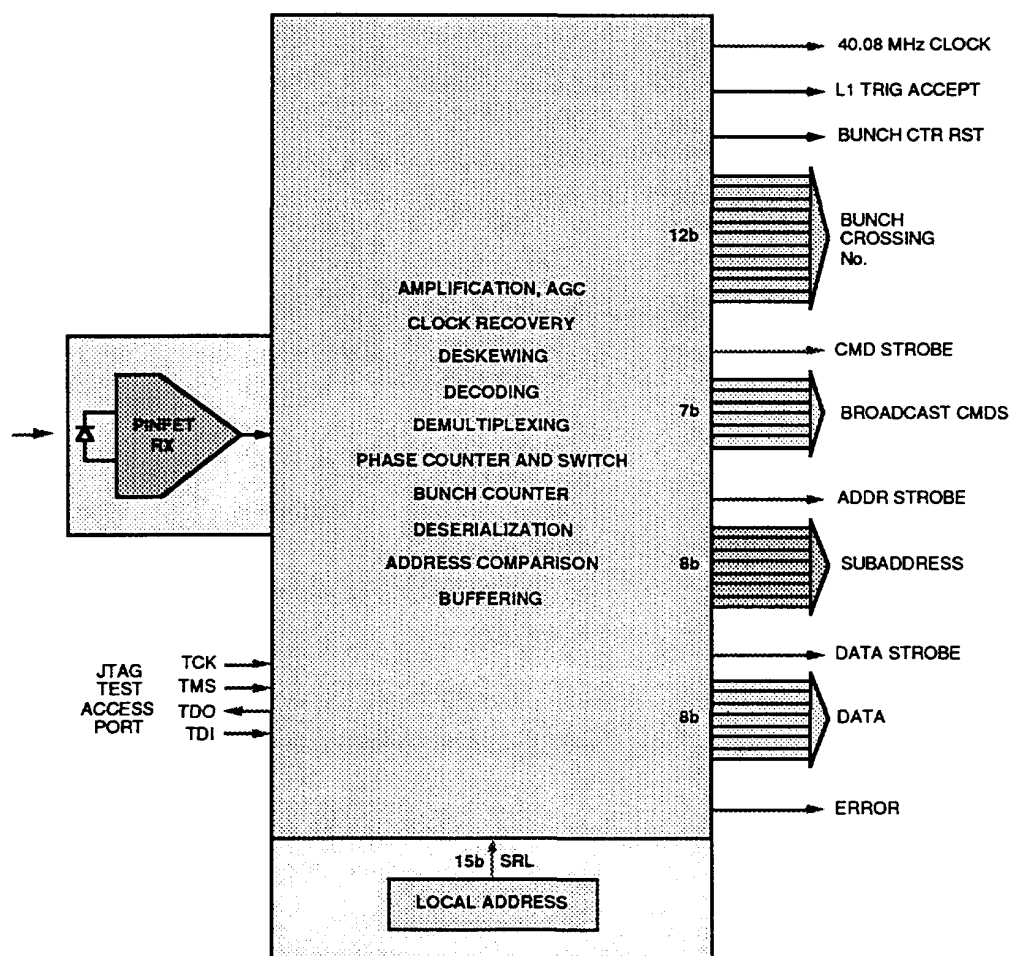 40.08 MHz CLOCK
L1 TRIG ACCEPT
BUNCH CTR RST
12b
BUNCH
CROSSING
No.
AMPLIFICATION, AGC
CLOCK RECOVERY
DESKEWING
DECODING
DEMULTIPLEXING
PHASE COUNTER AND SWITCH
BUNCH COUNTER
DESERIALIZATION
ADDRESS COMPARISON
BUFFERING
PINFET
RX
CMD STROBE
7b
BROADCAST CMDS
ADDR STROBE
8b
SUBADDRESS
DATA STROBE
8b
DATA
ERROR
JTAG
TEST
ACCESS
PORT
TCK
TMS
TDO
TDI
15b SRL
LOCAL ADDRESS